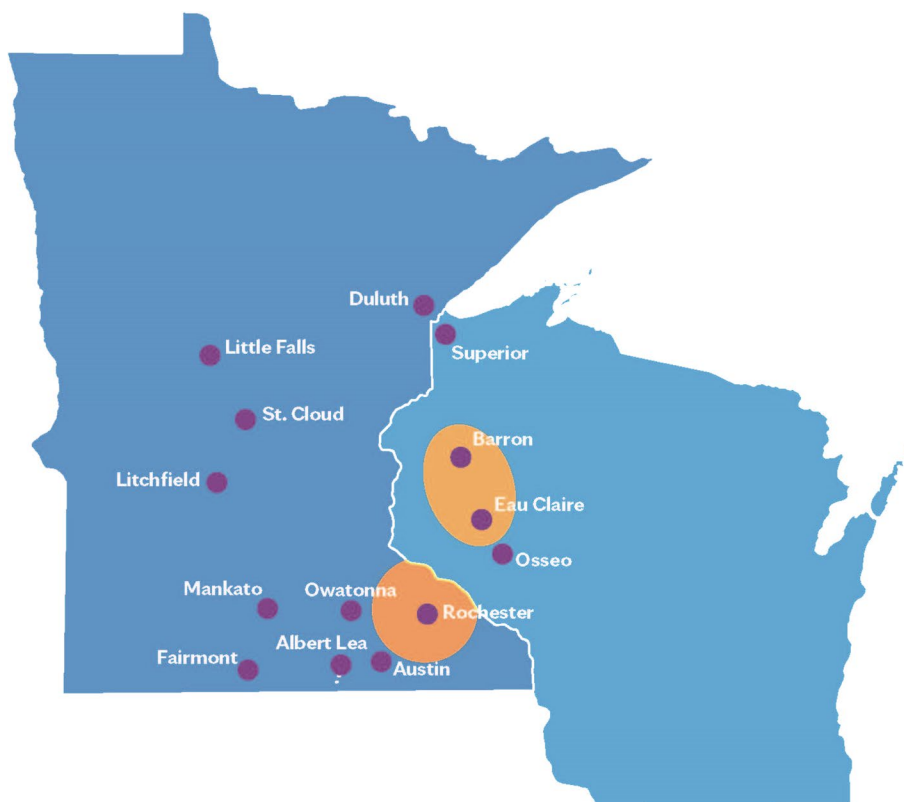 Duluth
Superior
Little Falls
St. Cloud
Barron
Litchfield
Eau Claire
Osseo
Mankato
Owatonna
Rochester
Albert Lea
Fairmont
Austin